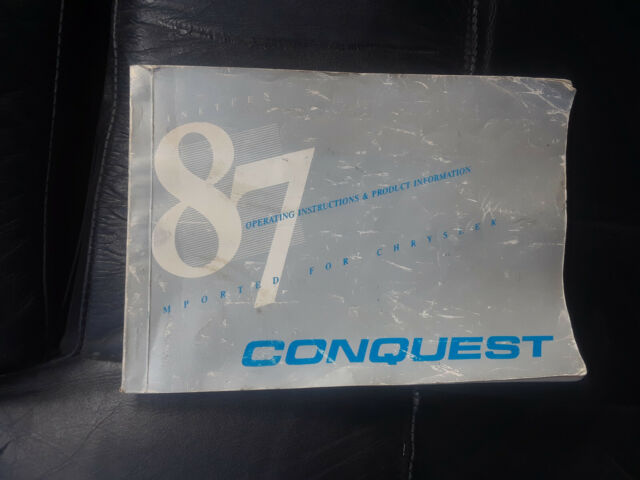 87
OPERATING INSTRUCTIONS & PRODUCT INFORMATION
MPORTED FOR CHRYSLER
CONQUEST